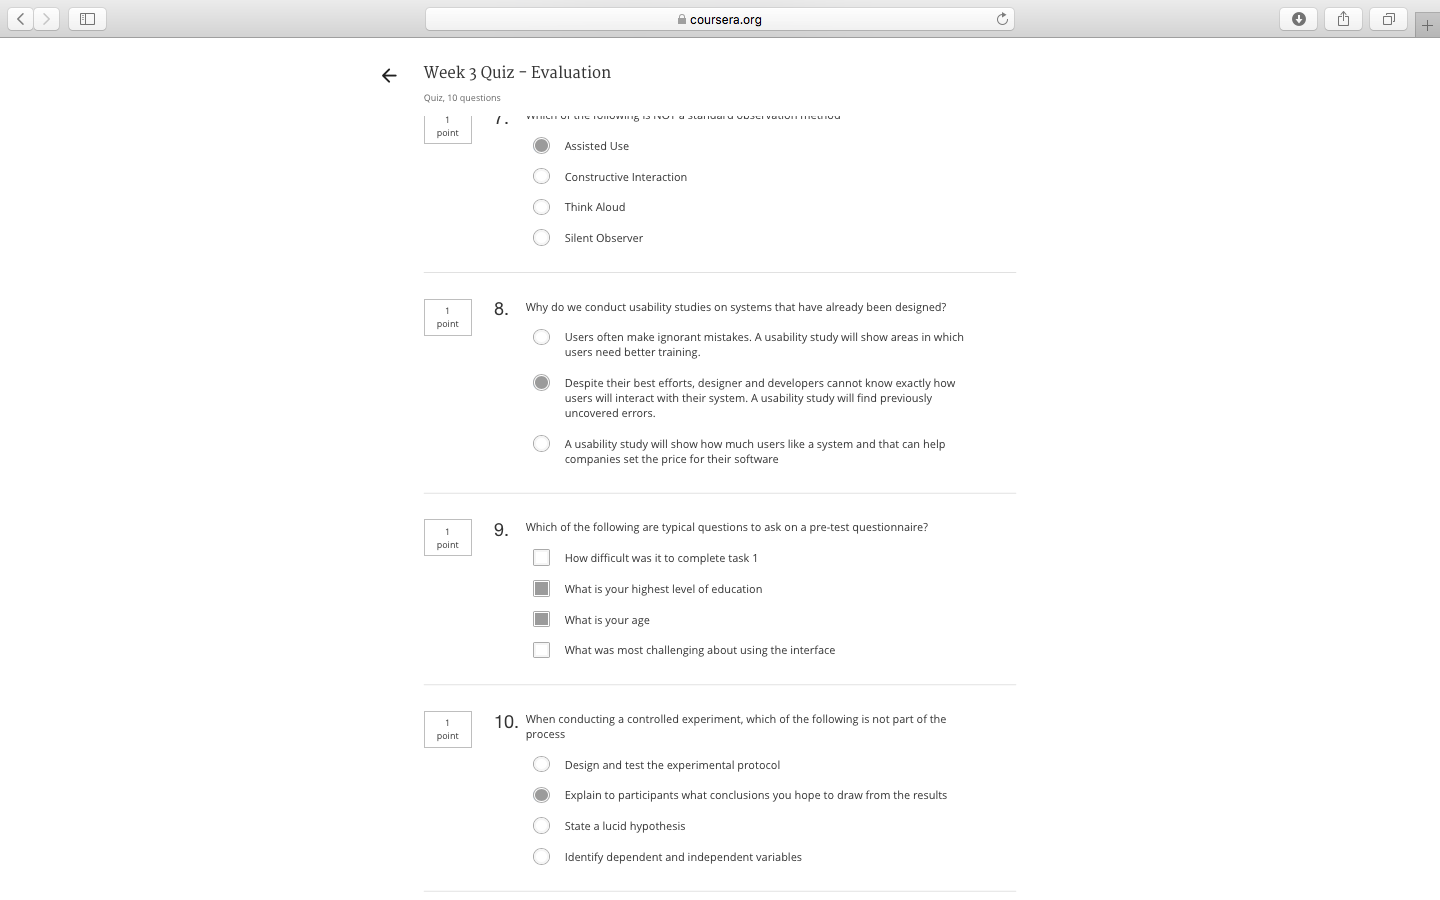 coursera.org
Week 3 Quiz - Evaluation
Quiz, 10 questions
1
point
7.
Which of the following is NOT a standard observation method
Assisted Use
Constructive Interaction
Think Aloud
Silent Observer
1
point
8.
Why do we conduct usability studies on systems that have already been designed?
Users often make ignorant mistakes. A usability study will show areas in which
users need better training.
Despite their best efforts, designer and developers cannot know exactly how
users will interact with their system. A usability study will find previously
uncovered errors.
A usability study will show how much users like a system and that can help
companies set the price for their software
1
point
9.
Which of the following are typical questions to ask on a pre-test questionnaire?
How difficult was it to complete task 1
What is your highest level of education
What is your age
What was most challenging about using the interface
1
point
10.
When conducting a controlled experiment, which of the following is not part of the
process
Design and test the experimental protocol
Explain to participants what conclusions you hope to draw from the results
State a lucid hypothesis
Identify dependent and independent variables